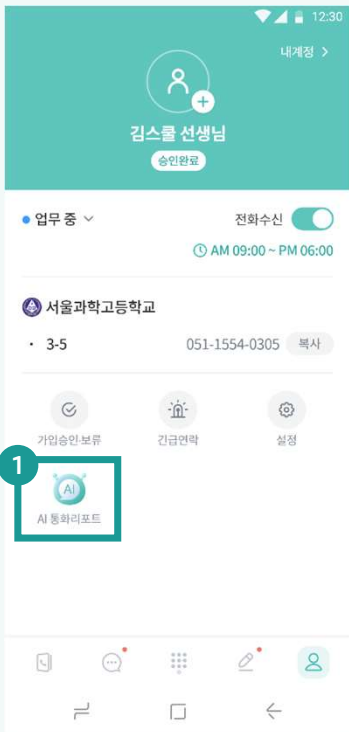 12:30
내계정 >
김스쿨 선생님
승인완료
업무 중
전화수신
AM 09:00 ~ PM 06:00
서울과학고등학교
· 3-5 051-1554-0305 복사
가입승인·보류 긴급연락 설정
1
AI
AI 통화리포트